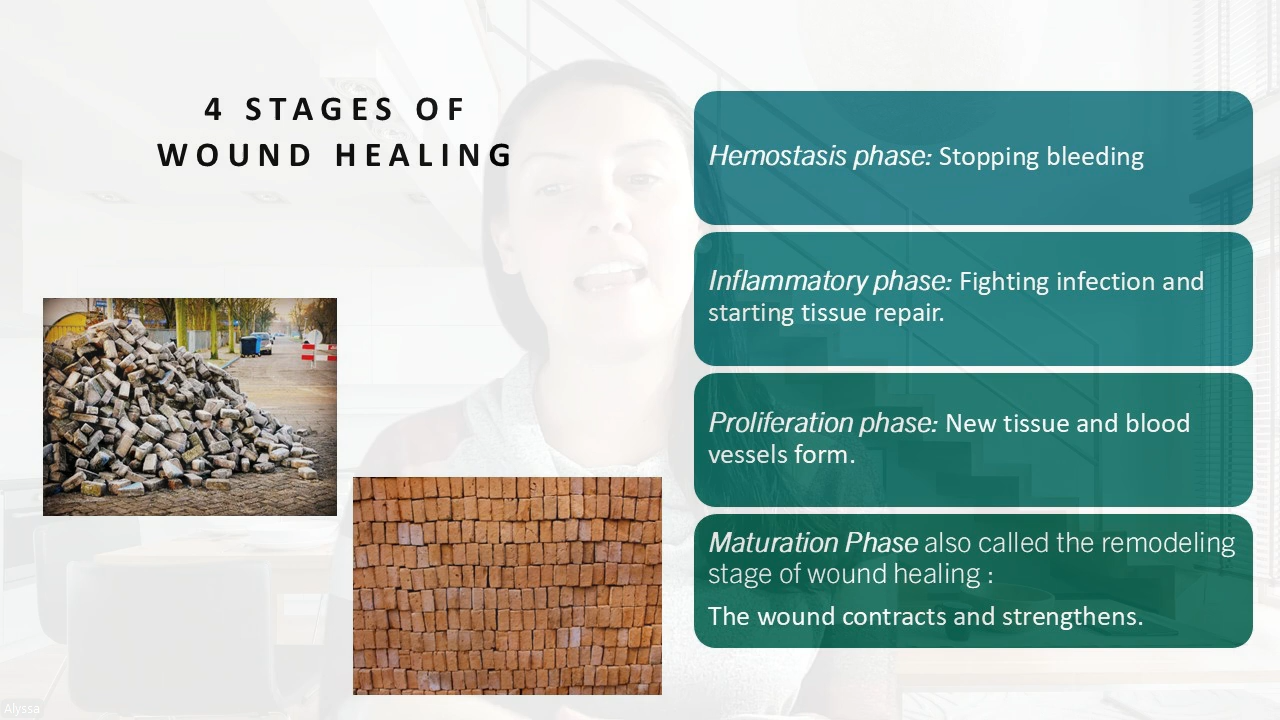 4 STAGES OF
WOUND HEALING
Hemostasis phase: Stopping bleeding
Inflammatory phase: Fighting infection and
starting tissue repair.
Proliferation phase: New tissue and blood
vessels form.
Maturation Phase also called the remodeling
stage of wound healing :
The wound contracts and strengthens.
Alyssa